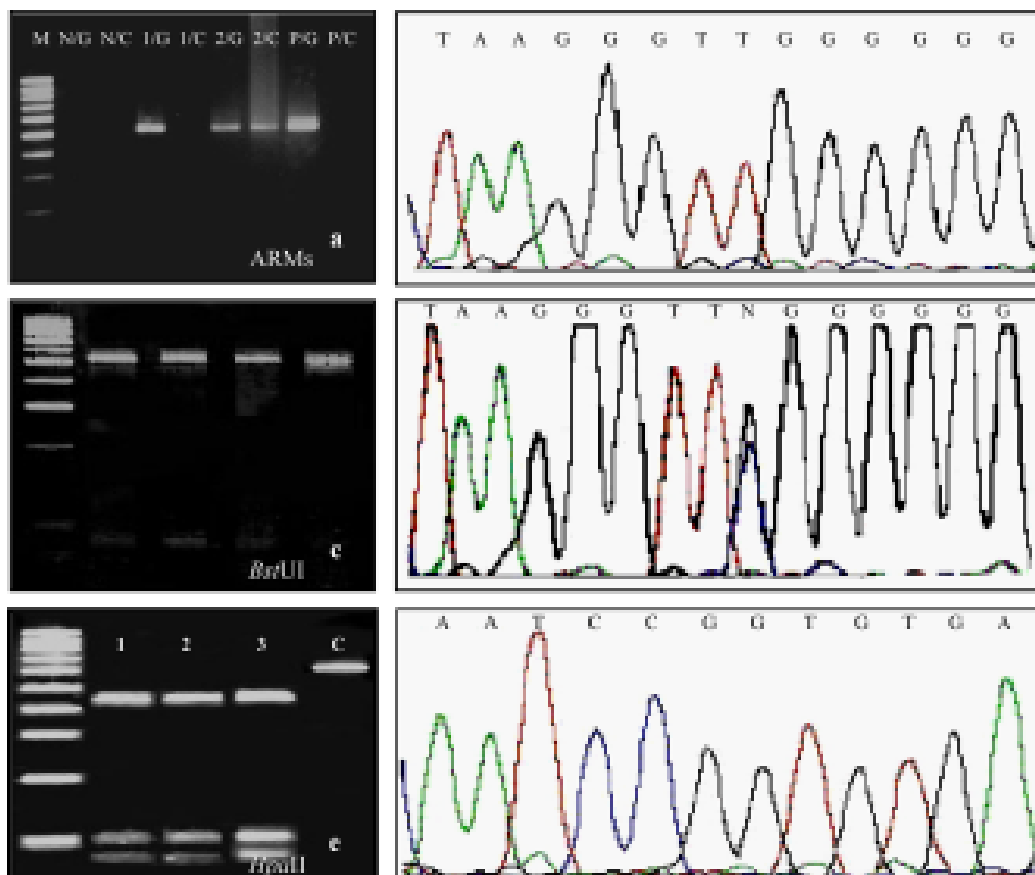 M N/G N/C 1/G 1/C 2/G 2/C P/G P/C
a
ARMs
T A A G G G T T G G G G G G
c
BstUI
T A A G G G T T N G G G G G G
1 2 3 C
e
HpaII
A A T C C G G T G T G A